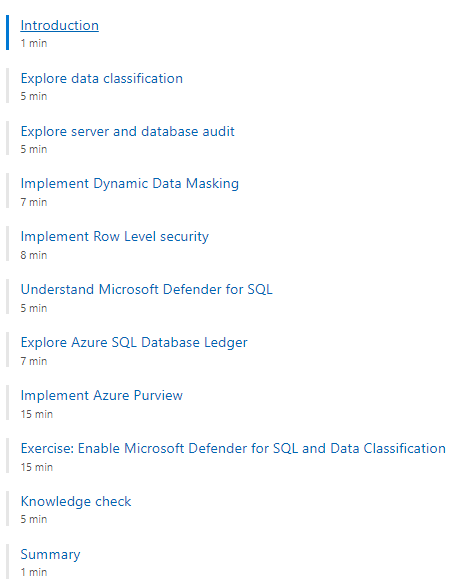 Introduction
1 min
Explore data classification
5 min
Explore server and database audit
5 min
Implement Dynamic Data Masking
7 min
Implement Row Level security
8 min
Understand Microsoft Defender for SQL
5 min
Explore Azure SQL Database Ledger
7 min
Implement Azure Purview
15 min
Exercise: Enable Microsoft Defender for SQL and Data Classification
15 min
Knowledge check
5 min
Summary
1 min